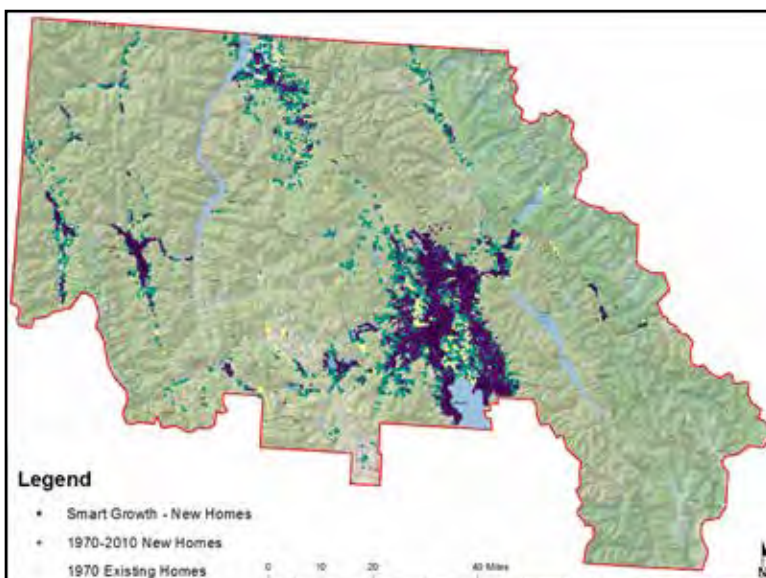 Legend
Smart Growth - New Homes
1970-2010 New Homes
1970 Existing Homes
0 10 20 40 Miles
N